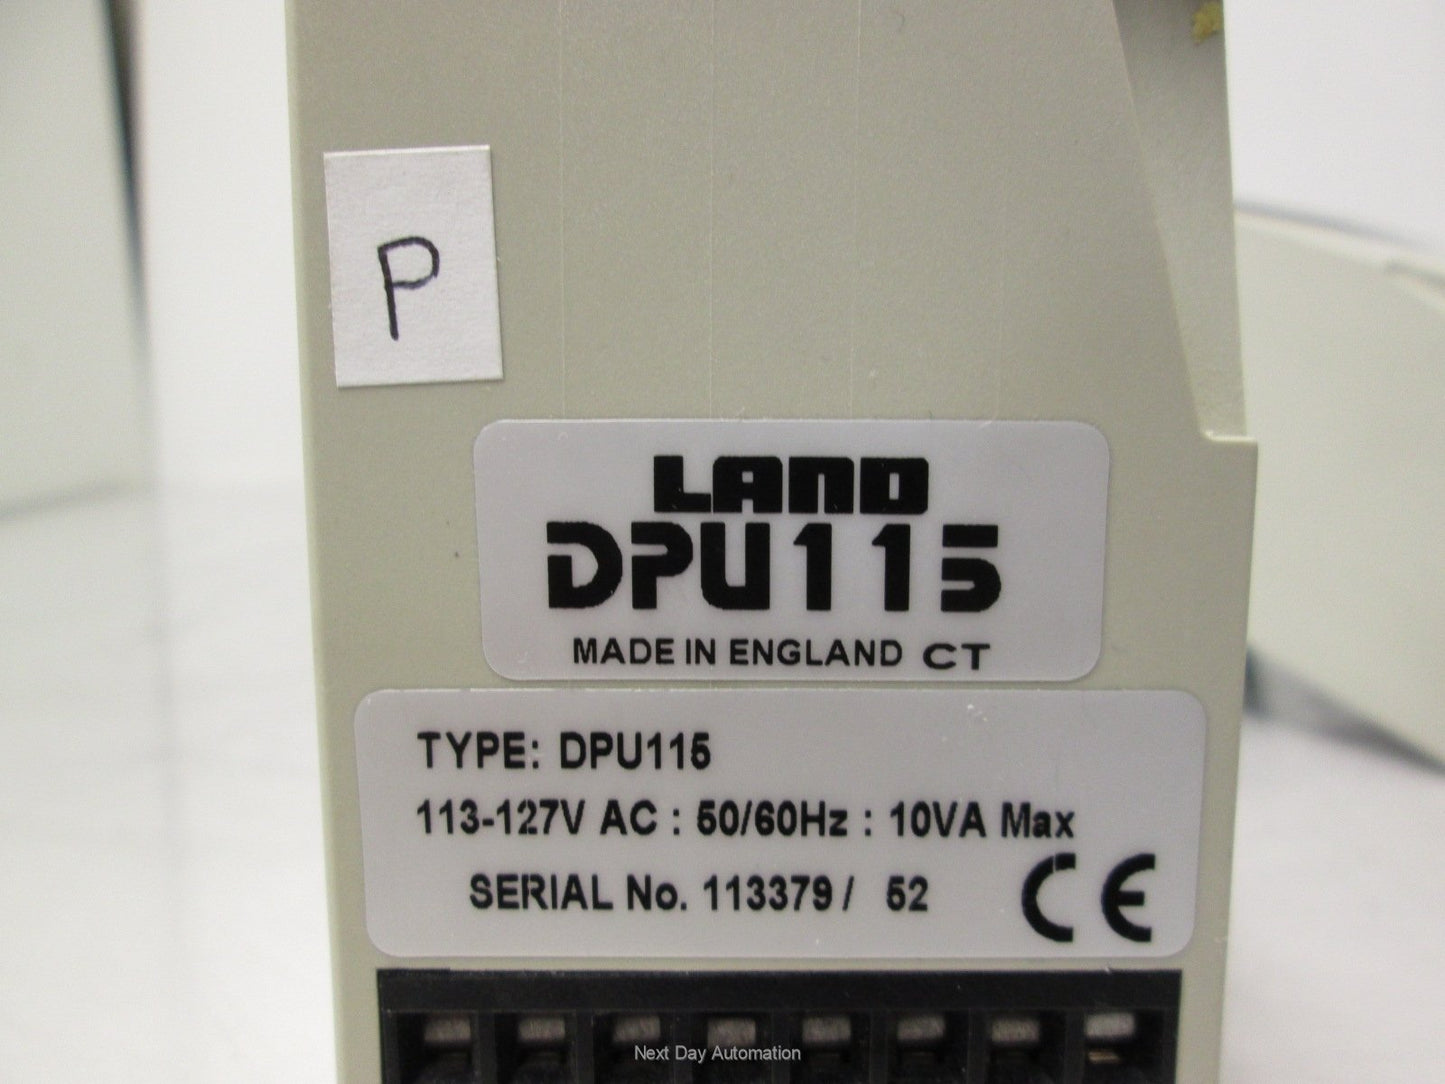 P
LAND
DPU115
MADE IN ENGLAND CT
TYPE: DPU115
113-127V AC : 50/60Hz : 10VA Max
SERIAL No. 113379 / 52 CE
Next Day Automation